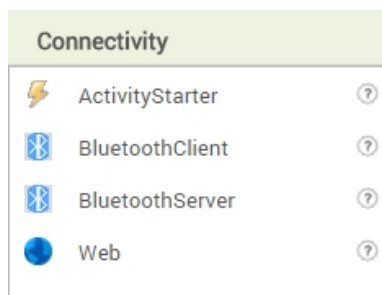 Connectivity
ActivityStarter ?
BluetoothClient ?
BluetoothServer ?
Web ?